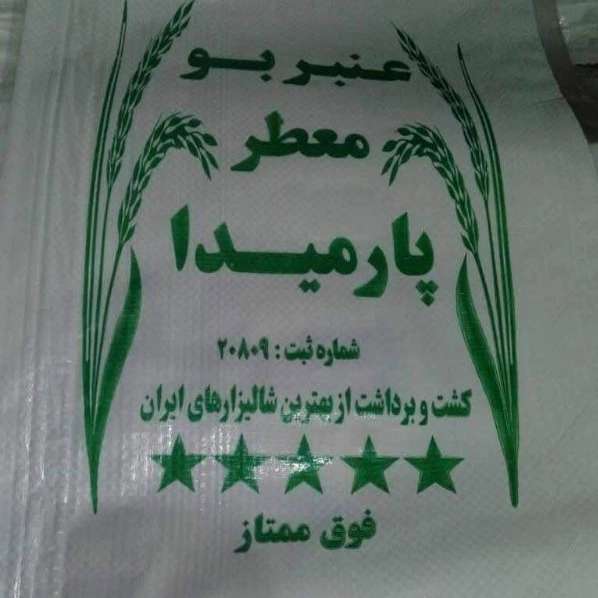 عنبر بو
معطر
پارمیدا
شماره ثبت : ۲۰۸۰۹
کشت و برداشت از بهترین شالیزارهای ایران
فوق ممتاز